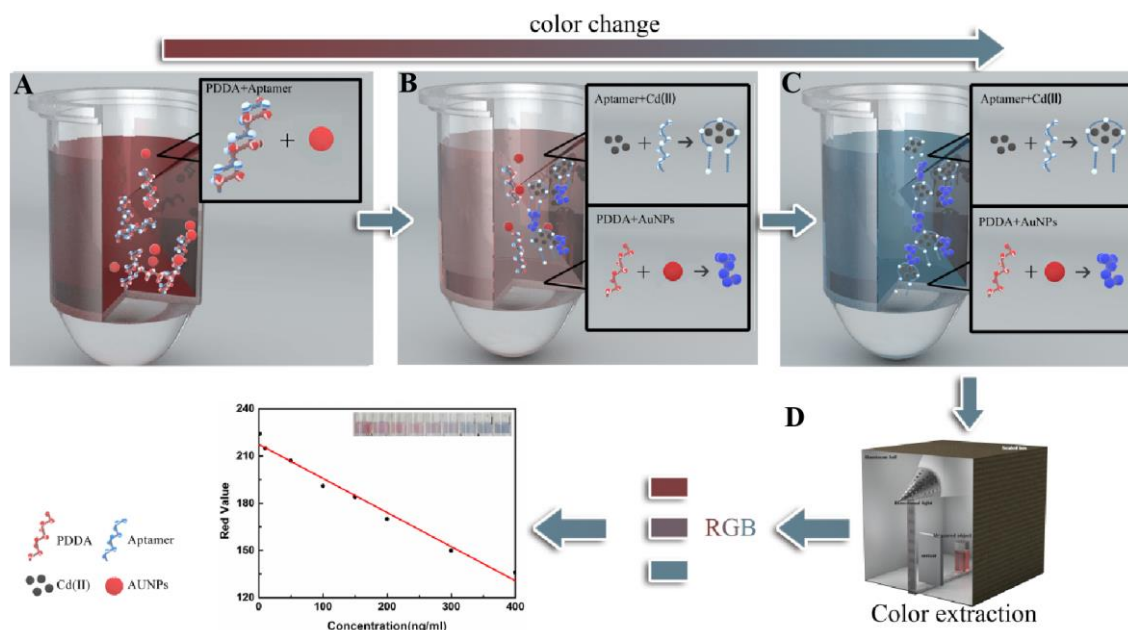 color change
A
PDDA+Aptamer
+
B
Aptamer+Cd(II)
+ →
PDDA+AuNPs
+ →
C
Aptamer+Cd(II)
+ →
PDDA+AuNPs
+ →
240
210
180
150
120
Red Value
0 100 200 300 400
Concentration(ng/ml)
PDDA
Aptamer
Cd(II)
AUNPs
RGB
D
Color extraction